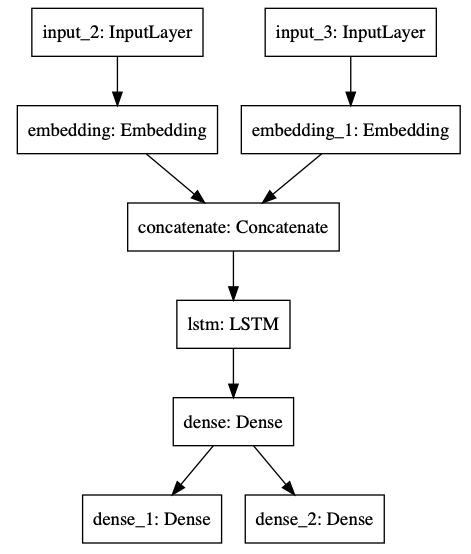 input_2: InputLayer
input_3: InputLayer
embedding: Embedding
embedding_1: Embedding
concatenate: Concatenate
lstm: LSTM
dense: Dense
dense_1: Dense
dense_2: Dense